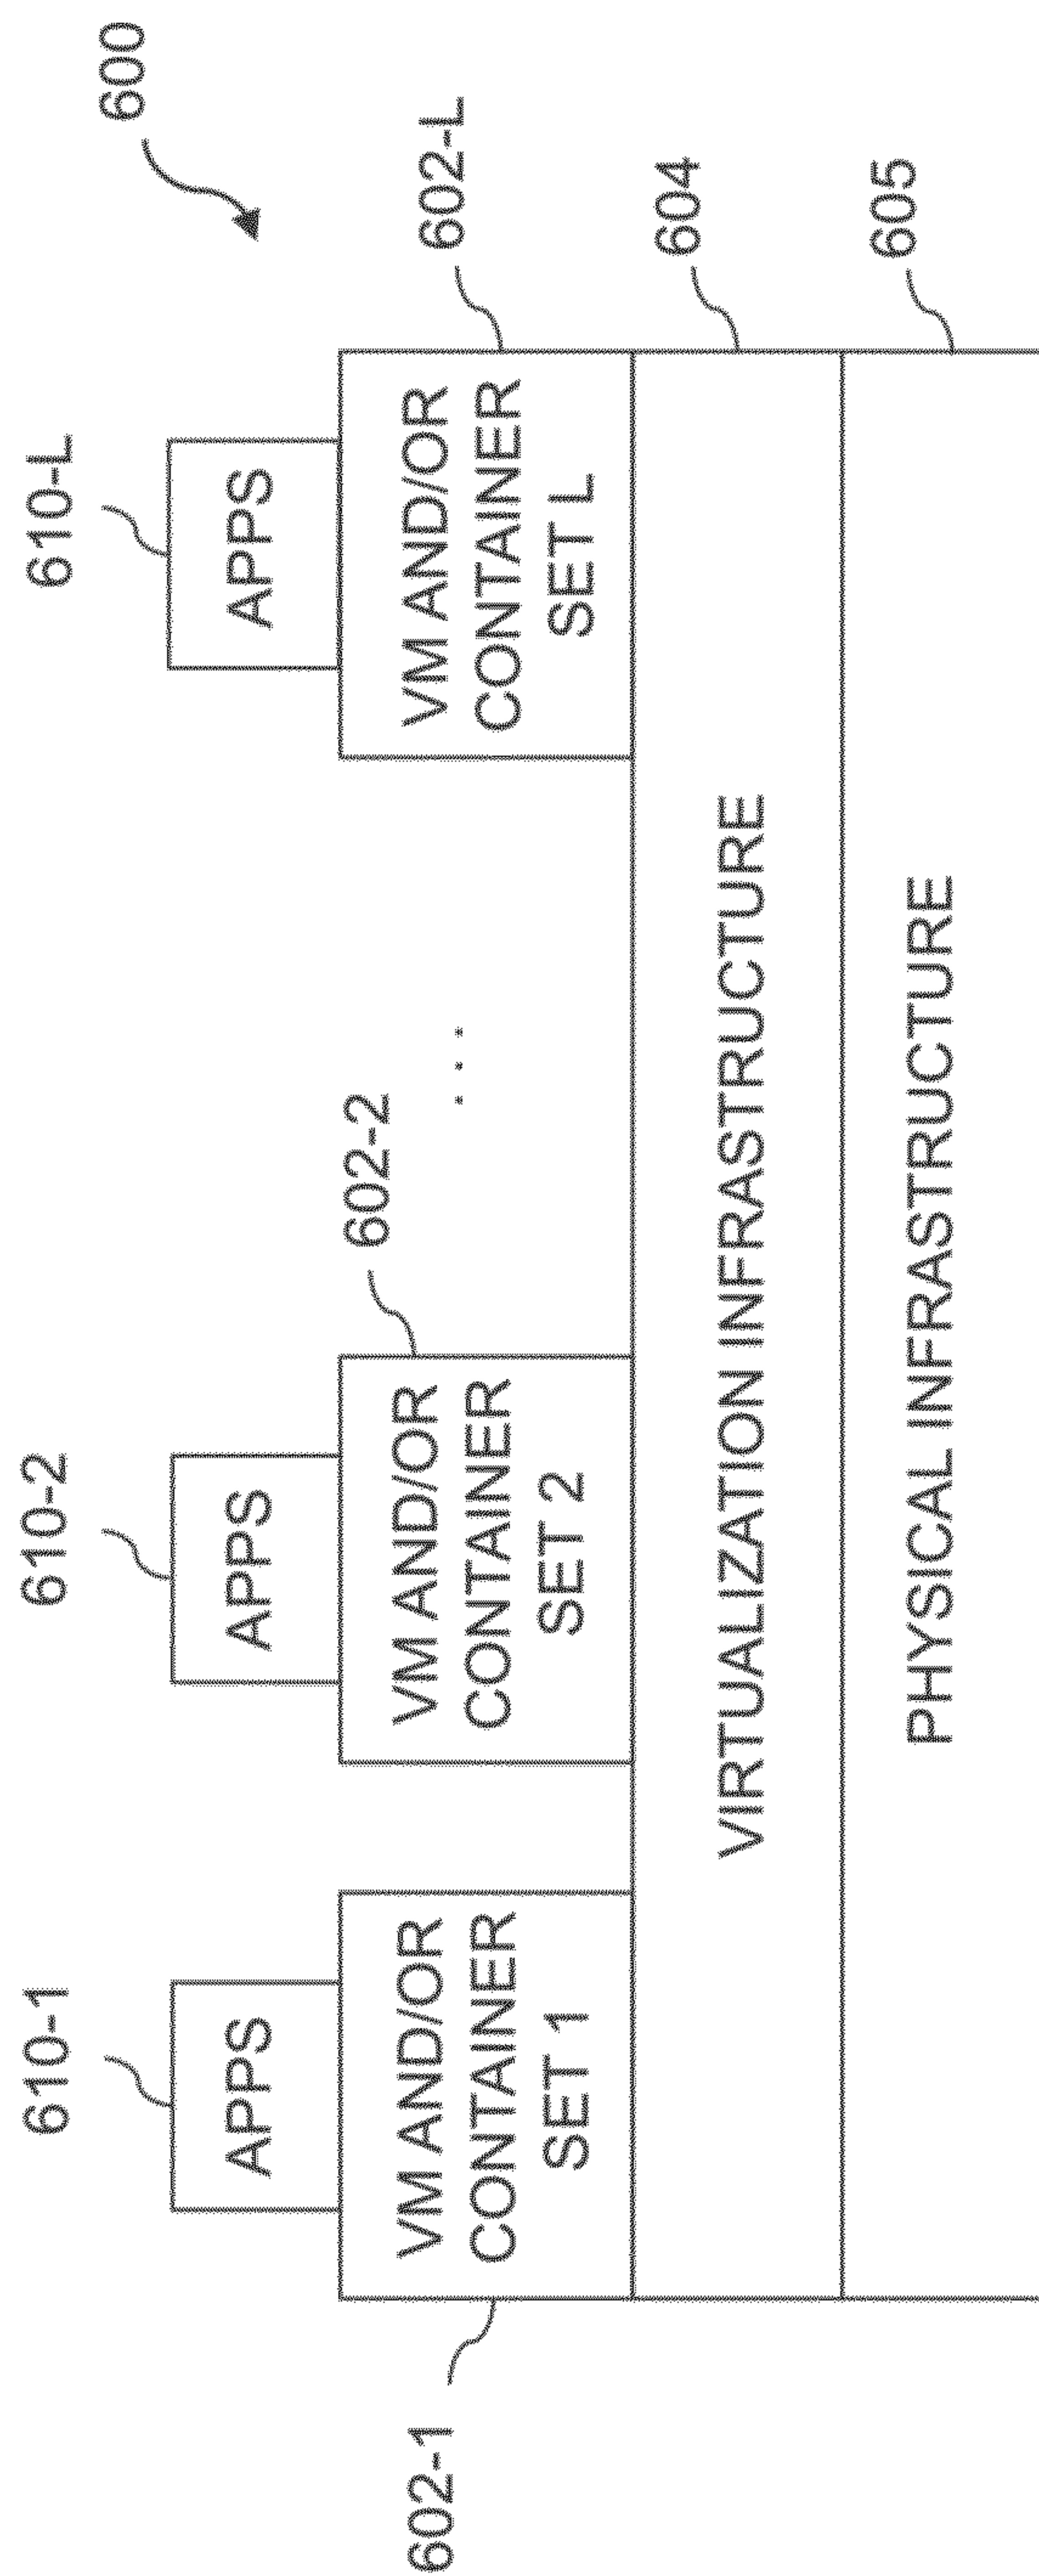 600
610-1
610-2
610-L
APPS
APPS
APPS
602-2
602-L
VM AND/OR
CONTAINER
SET 1
VM AND/OR
CONTAINER
SET 2
. . .
VM AND/OR
CONTAINER
SET L
602-1
604
VIRTUALIZATION INFRASTRUCTURE
605
PHYSICAL INFRASTRUCTURE